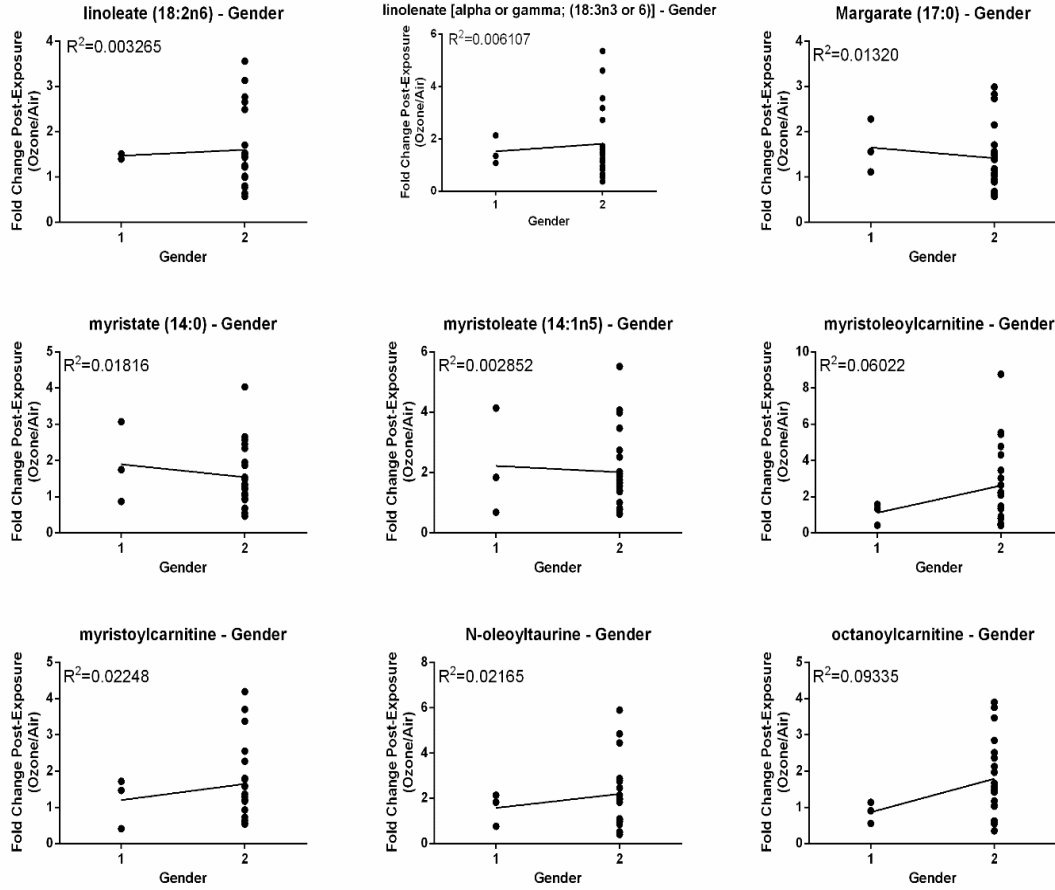 linoleate (18:2n6) - Gender
R²=0.003265
Fold Change Post-Exposure
(Ozone/Air)
4
3
2
1
0
1
2
Gender
linolenate [alpha or gamma; (18:3n3 or 6)] - Gender
R²=0.006107
Fold Change Post-Exposure
(Ozone/Air)
6
4
2
0
1
2
Gender
Margarate (17:0) - Gender
R²=0.01320
Fold Change Post-Exposure
(Ozone/Air)
4
3
2
1
0
1
2
Gender
myristate (14:0) - Gender
R²=0.01816
Fold Change Post-Exposure
(Ozone/Air)
5
4
3
2
1
0
1
2
Gender
myristoleate (14:1n5) - Gender
R²=0.002852
Fold Change Post-Exposure
(Ozone/Air)
6
4
2
0
1
2
Gender
myristoleoylcarnitine - Gender
R²=0.06022
Fold Change Post-Exposure
(Ozone/Air)
10
8
6
4
2
0
1
2
Gender
myristoylcarnitine - Gender
R²=0.02248
Fold Change Post-Exposure
(Ozone/Air)
5
4
3
2
1
0
1
2
Gender
N-oleoyltaurine - Gender
R²=0.02165
Fold Change Post-Exposure
(Ozone/Air)
8
6
4
2
0
1
2
Gender
octanoylcarnitine - Gender
R²=0.09335
Fold Change Post-Exposure
(Ozone/Air)
5
4
3
2
1
0
1
2
Gender